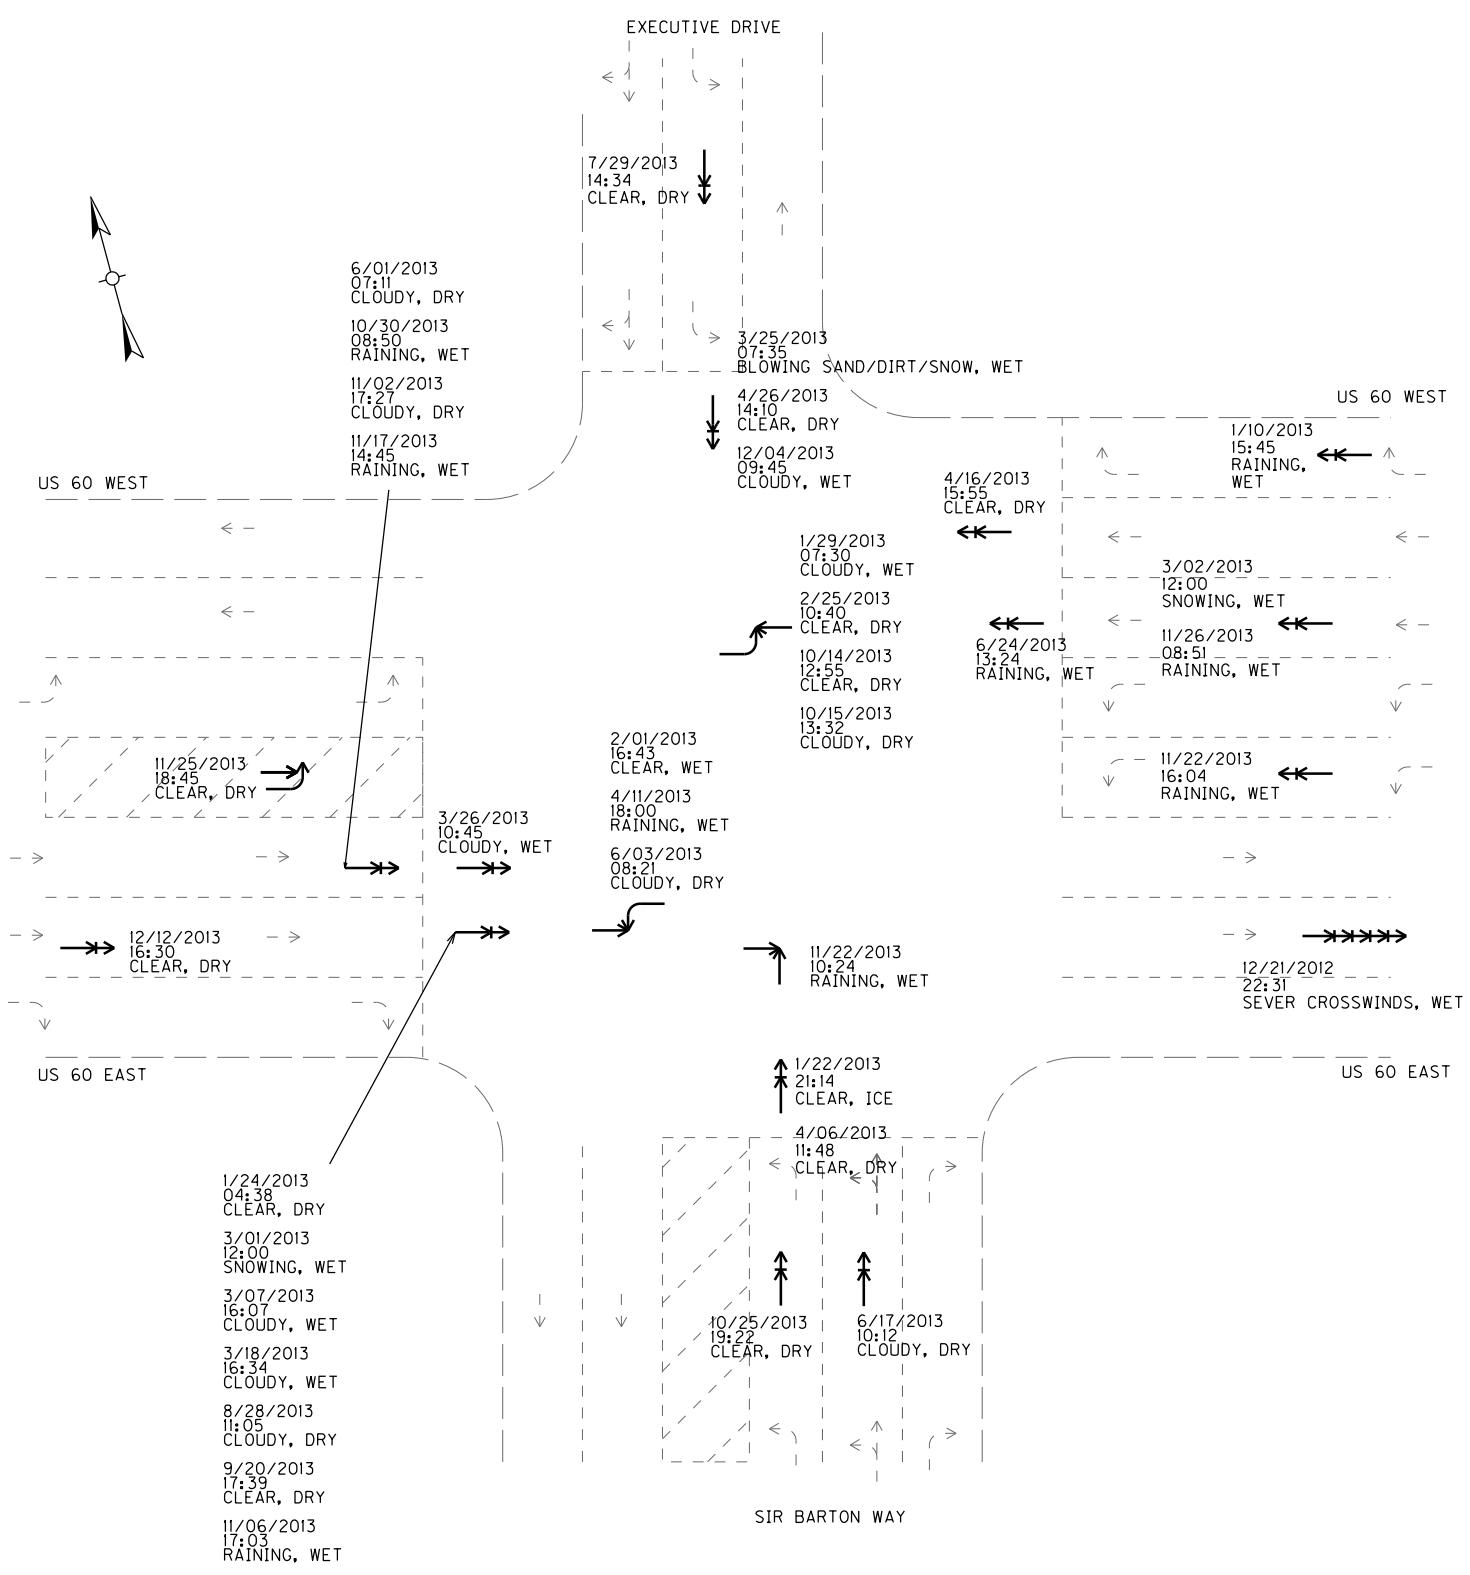 EXECUTIVE DRIVE
7/29/2013
14:34
CLEAR, DRY
6/01/2013
07:11
CLOUDY, DRY
10/30/2013
08:50
RAINING, WET
11/02/2013
17:27
CLOUDY, DRY
11/17/2013
14:45
RAINING, WET
3/25/2013
07:35
BLOWING SAND/DIRT/SNOW, WET
4/26/2013
14:10
CLEAR, DRY
12/04/2013
09:45
CLOUDY, WET
US 60 WEST
1/10/2013
15:45
RAINING,
WET
US 60 WEST
4/16/2013
15:55
CLEAR, DRY
1/29/2013
07:30
CLOUDY, WET
2/25/2013
10:40
CLEAR, DRY
10/14/2013
12:55
CLEAR, DRY
10/15/2013
13:32
CLOUDY, DRY
6/24/2013
13:24
RAINING, WET
3/02/2013
12:00
SNOWING, WET
11/26/2013
08:51
RAINING, WET
11/22/2013
16:04
RAINING, WET
11/25/2013
18:45
CLEAR, DRY
3/26/2013
10:45
CLOUDY, WET
2/01/2013
16:43
CLEAR, WET
4/11/2013
18:00
RAINING, WET
6/03/2013
08:21
CLOUDY, DRY
12/12/2013
16:30
CLEAR, DRY
11/22/2013
10:24
RAINING, WET
12/21/2012
22:31
SEVER CROSSWINDS, WET
US 60 EAST
US 60 EAST
1/22/2013
21:14
CLEAR, ICE
4/06/2013
11:48
CLEAR, DRY
1/24/2013
04:38
CLEAR, DRY
3/01/2013
12:00
SNOWING, WET
3/07/2013
16:07
CLOUDY, WET
3/18/2013
16:34
CLOUDY, WET
8/28/2013
11:05
CLOUDY, DRY
9/20/2013
17:39
CLEAR, DRY
11/06/2013
17:03
RAINING, WET
10/25/2013
19:22
CLEAR, DRY
6/17/2013
10:12
CLOUDY, DRY
SIR BARTON WAY